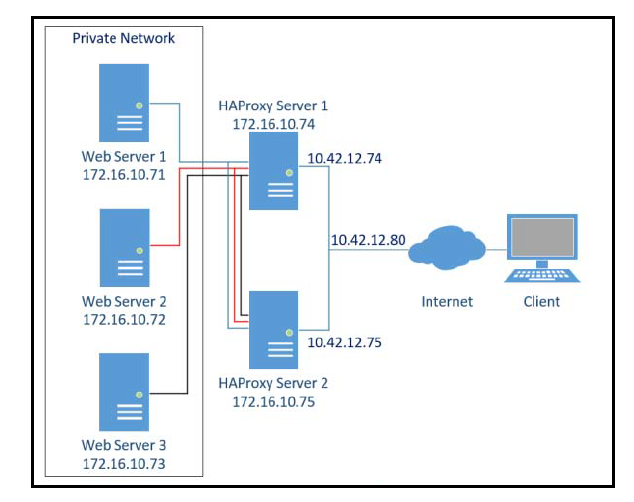 Private Network
HAProxy Server 1
172.16.10.74
10.42.12.74
Web Server 1
172.16.10.71
10.42.12.80
Web Server 2
172.16.10.72
Internet
Client
10.42.12.75
HAProxy Server 2
172.16.10.75
Web Server 3
172.16.10.73